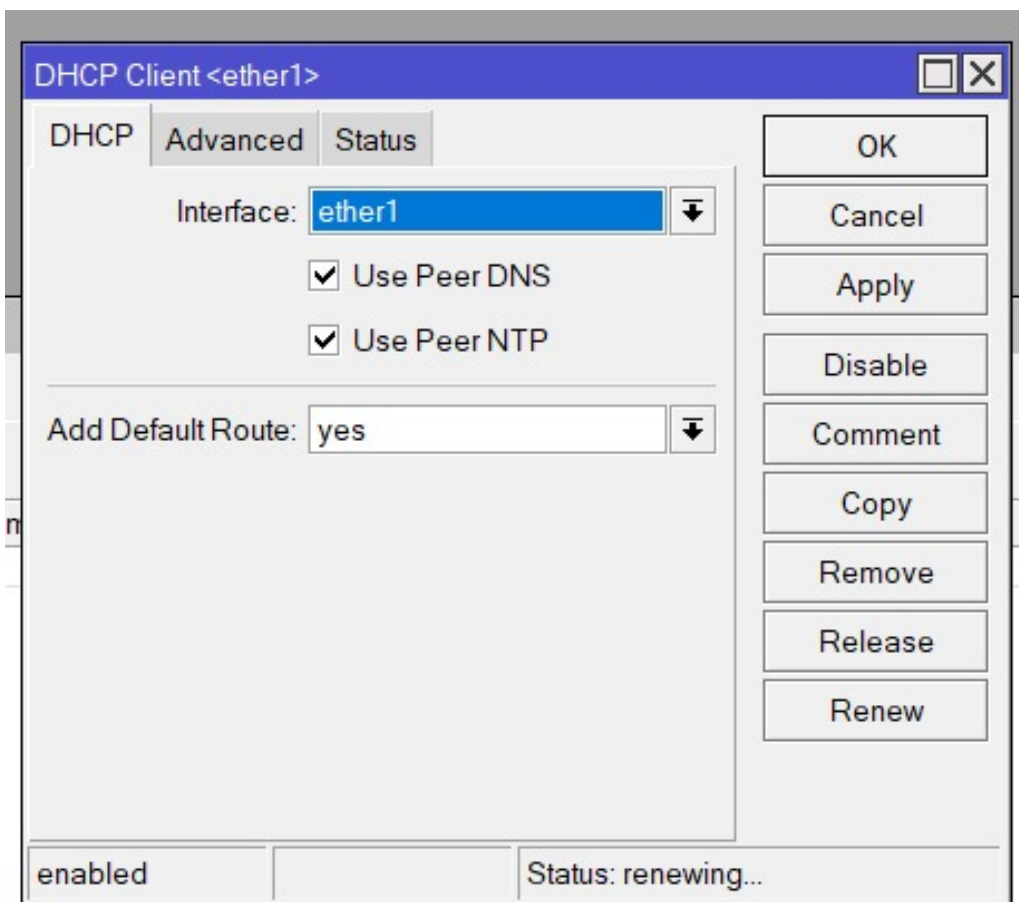 DHCP Client <ether1>
DHCP Advanced Status
OK
Interface: ether1
Cancel
Use Peer DNS
Apply
Use Peer NTP
Disable
Add Default Route: yes
Comment
Copy
m
Remove
Release
Renew
enabled
Status: renewing...